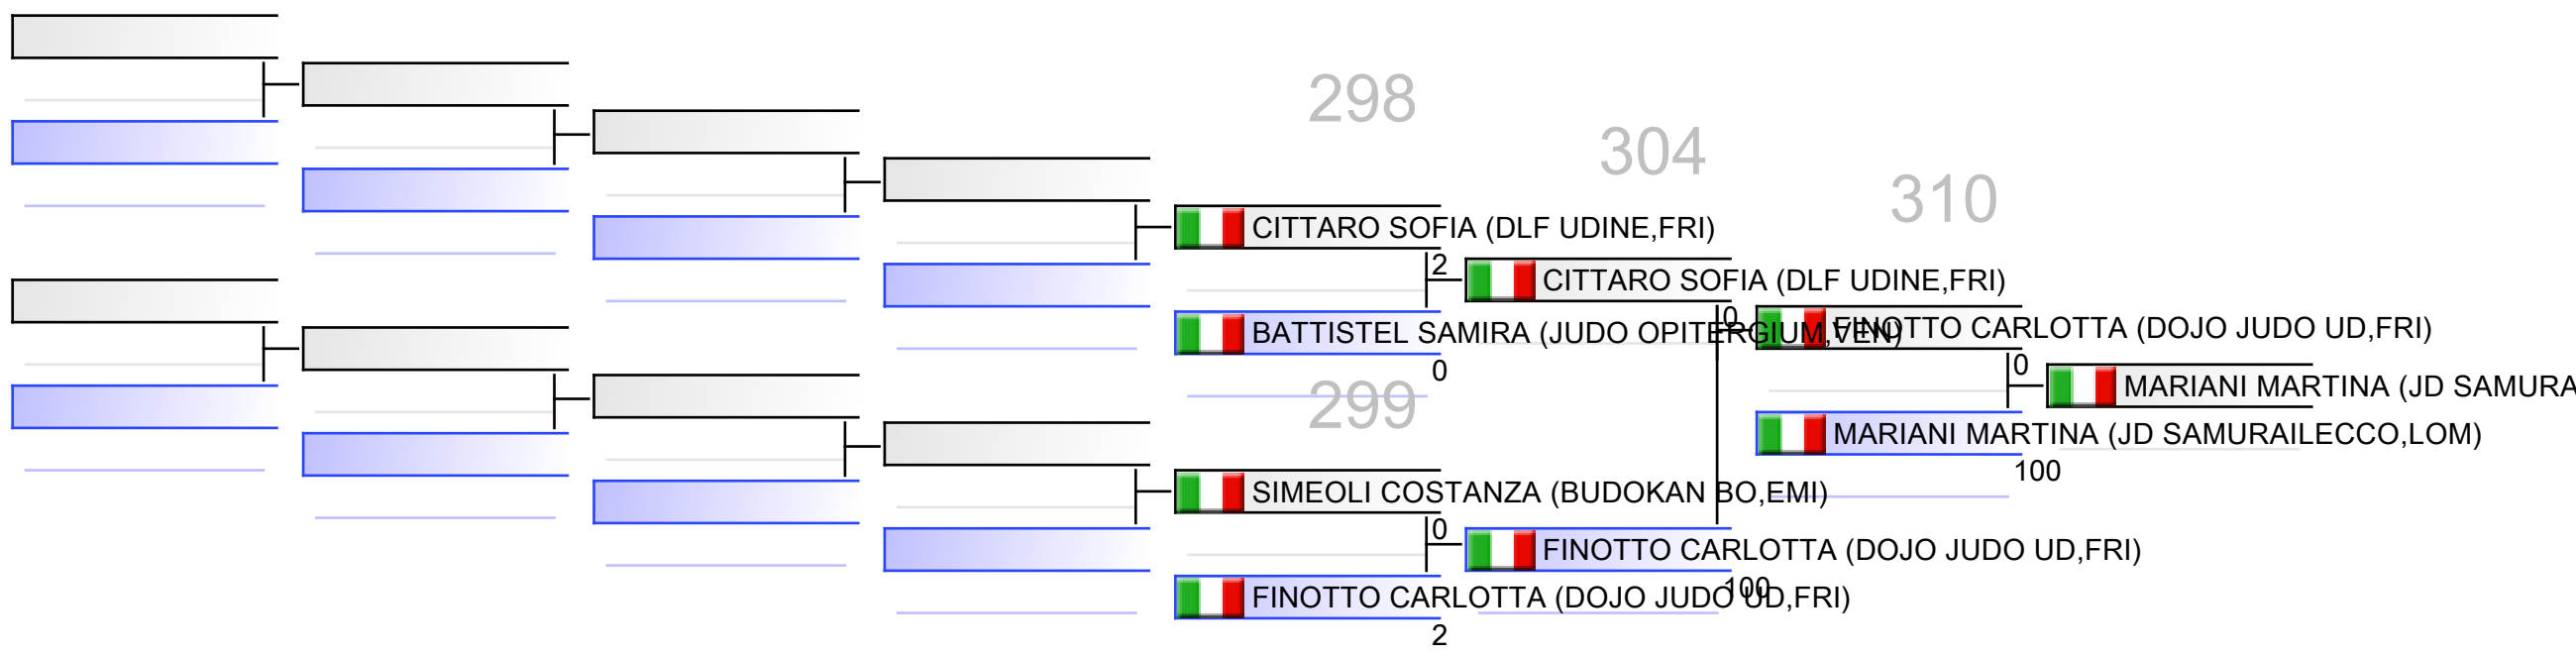 298
304
310
CITTARO SOFIA (DLF UDINE,FRI)
2
CITTARO SOFIA (DLF UDINE,FRI)
0
BATTISTEL SAMIRA (JUDO OPITERGIUM,VEN)
FINOTTO CARLOTTA (DOJO JUDO UD,FRI)
0
0
MARIANI MARTINA (JD SAMURA
299
MARIANI MARTINA (JD SAMURAILECCO,LOM)
100
SIMEOLI COSTANZA (BUDOKAN BO,EMI)
0
FINOTTO CARLOTTA (DOJO JUDO UD,FRI)
100
FINOTTO CARLOTTA (DOJO JUDO UD,FRI)
2